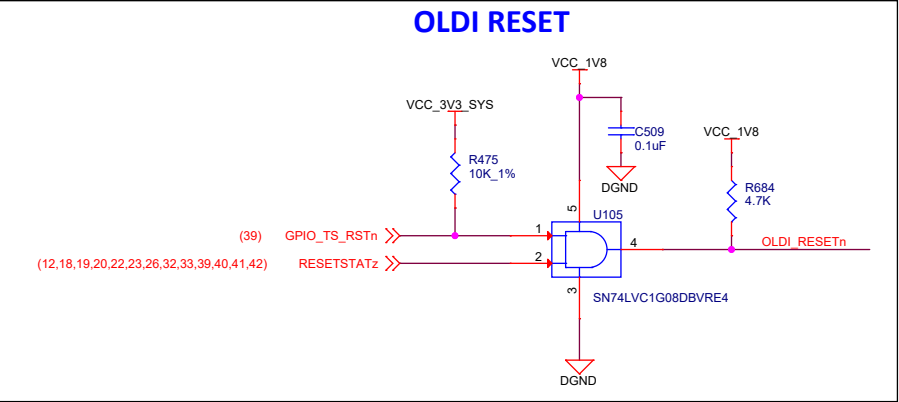 OLDI RESET
VCC_1V8
VCC_3V3_SYS
C509
0.1uF
VCC_1V8
R475
10K_1%
DGND
R684
4.7K
5
U105
(39) GPIO_TS_RSTn
1
4
OLDI_RESETn
(12,18,19,20,22,23,26,32,33,39,40,41,42) RESETSTATz
2
3
SN74LVC1G08DBVRE4
DGND